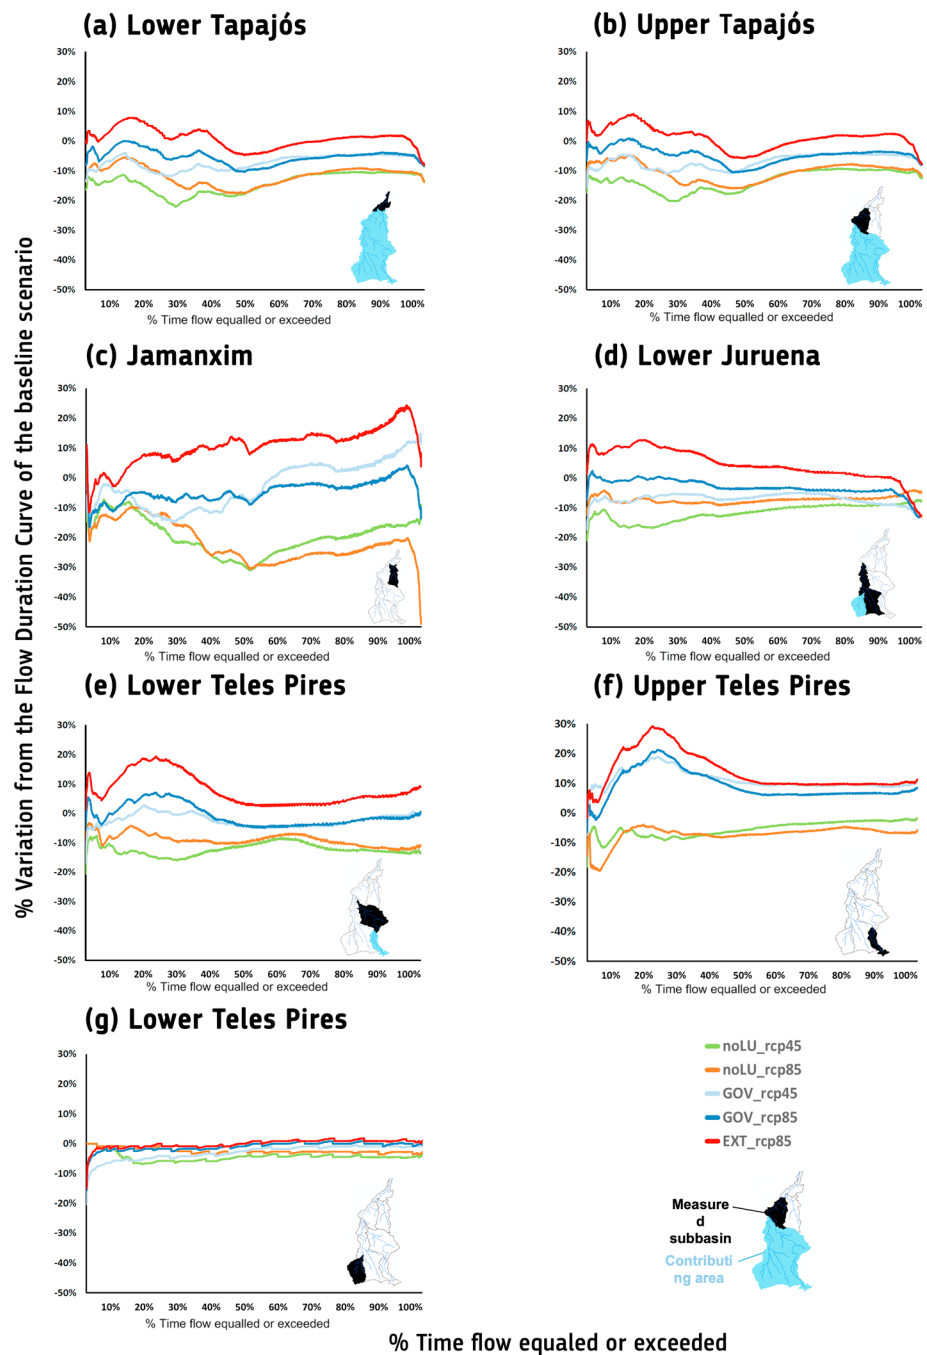 (a) Lower Tapajós
30%
20%
10%
0%
-10%
-20%
-30%
-40%
-50%
10% 20% 30% 40% 50% 60% 70% 80% 90% 100%
% Time flow equalled or exceeded
(b) Upper Tapajós
30%
20%
10%
0%
-10%
-20%
-30%
-40%
-50%
10% 20% 30% 40% 50% 60% 70% 80% 90% 100%
% Time flow equalled or exceeded
% Variation from the Flow Duration Curve of the baseline scenario
(c) Jamanxim
30%
20%
10%
0%
-10%
-20%
-30%
-40%
-50%
10% 20% 30% 40% 50% 60% 70% 80% 90% 100%
% Time flow equalled or exceeded
(d) Lower Juruena
30%
20%
10%
0%
-10%
-20%
-30%
-40%
-50%
10% 20% 30% 40% 50% 60% 70% 80% 90% 100%
% Time flow equalled or exceeded
(e) Lower Teles Pires
30%
20%
10%
0%
-10%
-20%
-30%
-40%
-50%
10% 20% 30% 40% 50% 60% 70% 80% 90% 100%
% Time flow equalled or exceeded
(f) Upper Teles Pires
30%
20%
10%
0%
-10%
-20%
-30%
-40%
-50%
10% 20% 30% 40% 50% 60% 70% 80% 90% 100%
% Time flow equalled or exceeded
(g) Lower Teles Pires
30%
20%
10%
0%
-10%
-20%
-30%
-40%
-50%
10% 20% 30% 40% 50% 60% 70% 80% 90% 100%
% Time flow equalled or exceeded
noLU_rcp45
noLU_rcp85
GOV_rcp45
GOV_rcp85
EXT_rcp85
Measure
d
subbasin
Contributi
ng area
% Time flow equaled or exceeded